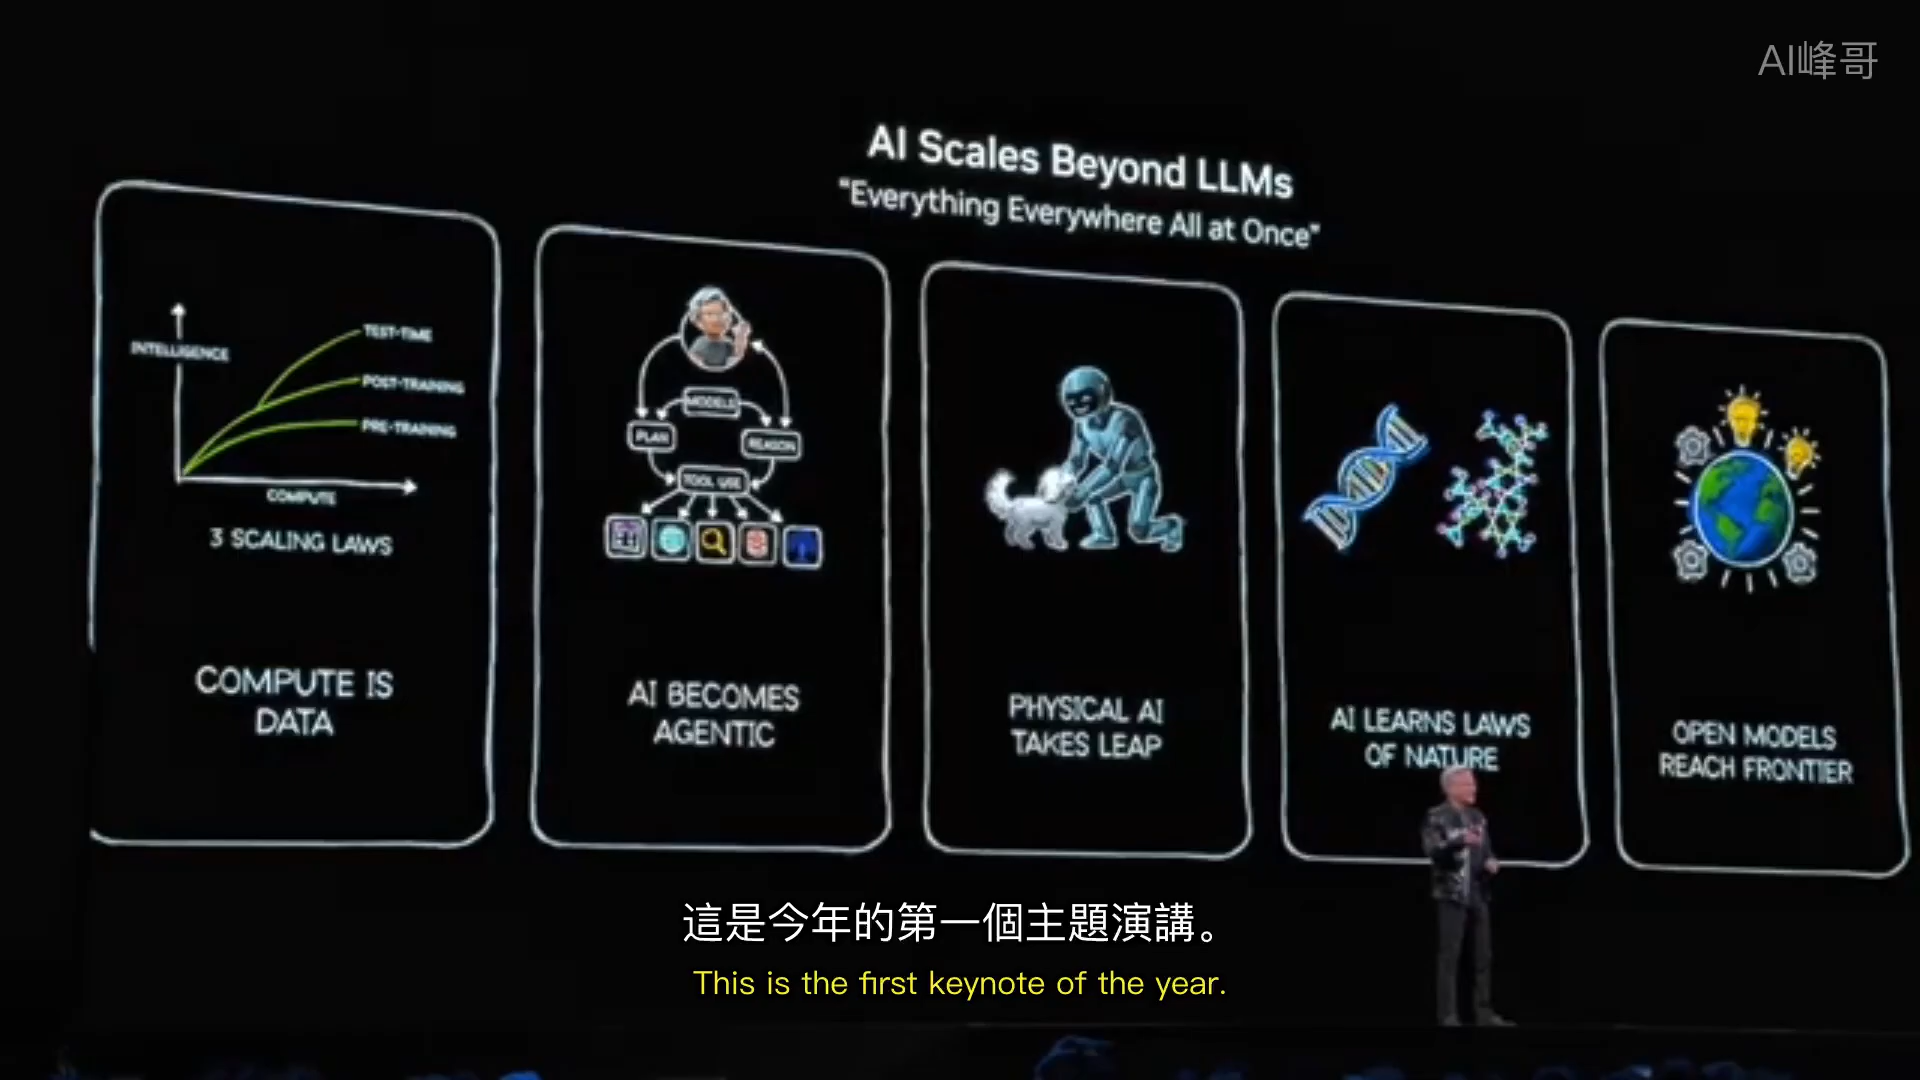 AI峰哥
AI Scales Beyond LLMs
"Everything Everywhere All at Once"
INTELLIGENCE
TEST-TIME
POST-TRAINING
PRE-TRAINING
COMPUTE
3 SCALING LAWS
COMPUTE IS
DATA
MODELS
PLAN
REASON
TOOL USE
AI BECOMES
AGENTIC
PHYSICAL AI
TAKES LEAP
AI LEARNS LAWS
OF NATURE
OPEN MODELS
REACH FRONTIER
這是今年的第一個主題演講。
This is the first keynote of the year.